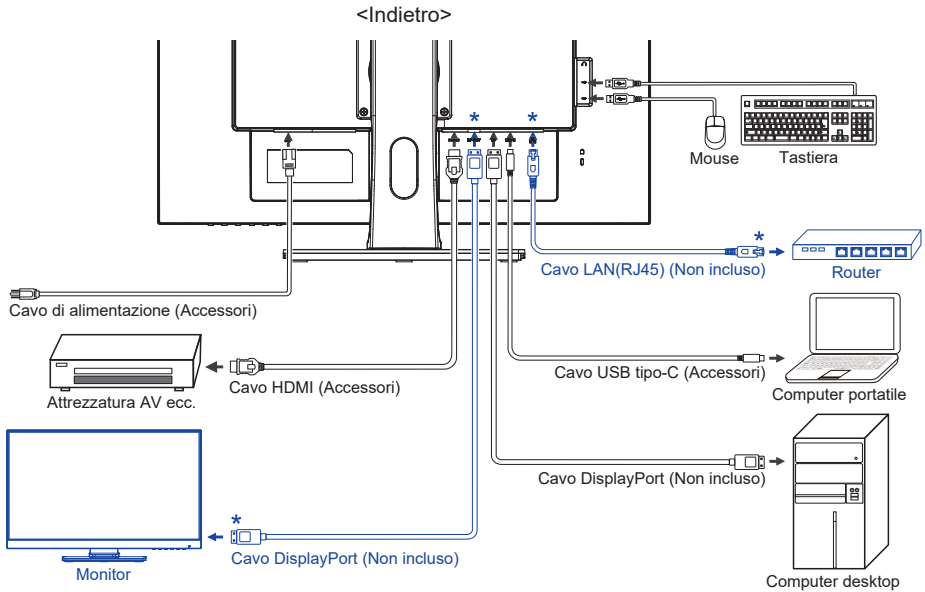 <Indietro>
*
*
Mouse
Tastiera
*
Cavo LAN(RJ45) (Non incluso)
Router
Cavo di alimentazione (Accessori)
Cavo HDMI (Accessori)
Cavo USB tipo-C (Accessori)
Attrezzatura AV ecc.
Computer portatile
Cavo DisplayPort (Non incluso)
*
Cavo DisplayPort (Non incluso)
Monitor
Computer desktop